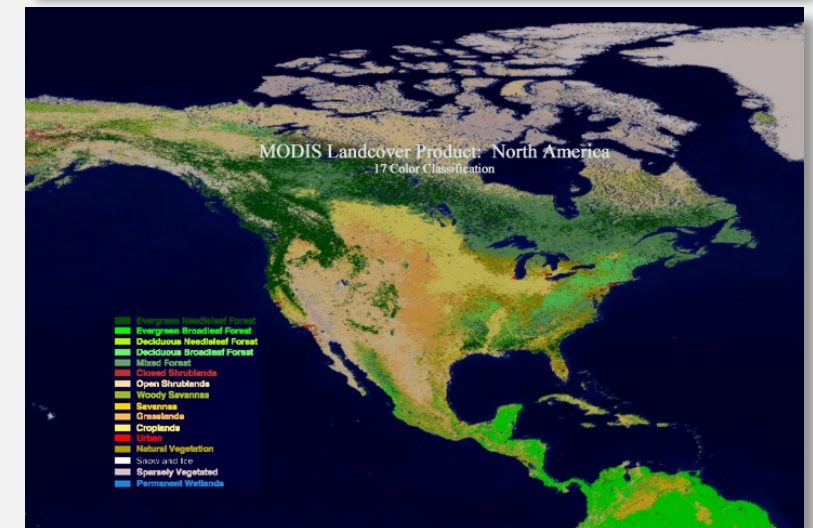 MODIS Landcover Product: North America
17 Color Classification
Evergreen Needleleaf Forest
Evergreen Broadleaf Forest
Deciduous Needleleaf Forest
Deciduous Broadleaf Forest
Mixed Forest
Closed Shrublands
Open Shrublands
Woody Savannas
Savannas
Grasslands
Croplands
Urban
Natural Vegetation
Snow and Ice
Sparsely Vegetated
Permanent Wetlands